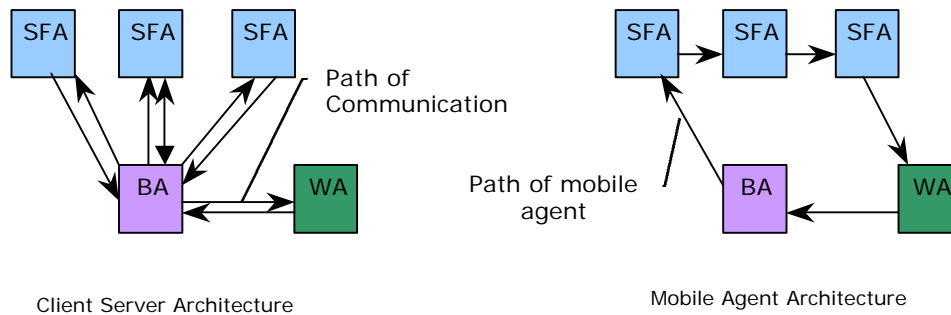 SFA
SFA
SFA
Path of
Communication
BA
WA
Client Server Architecture
SFA
SFA
SFA
Path of mobile
agent
BA
WA
Mobile Agent Architecture